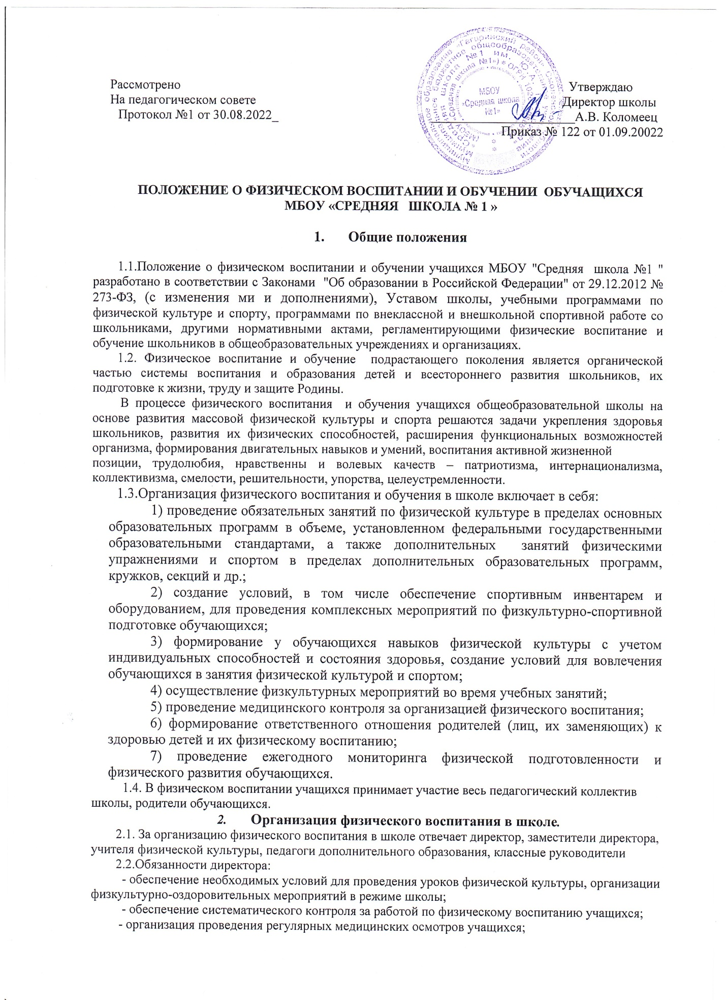 Рассмотрено
На педагогическом совете
Протокол №1 от 30.08.2022_
Утверждаю
Директор школы
А.В. Коломеец
Приказ № 122 от 01.09.20022
МБОУ
«Средняя школа
№1»
ПОЛОЖЕНИЕ О ФИЗИЧЕСКОМ ВОСПИТАНИИ И ОБУЧЕНИИ ОБУЧАЩИХСЯ
МБОУ «СРЕДНЯЯ ШКОЛА № 1 »
1. Общие положения
1.1.Положение о физическом воспитании и обучении учащихся МБОУ "Средняя школа №1 "
разработано в соответствии с Законами "Об образовании в Российской Федерации" от 29.12.2012 №
273-ФЗ, (с изменения ми и дополнениями), Уставом школы, учебными программами по
физической культуре и спорту, программами по внеклассной и внешкольной спортивной работе со
школьниками, другими нормативными актами, регламентирующими физические воспитание и
обучение школьников в общеобразовательных учреждениях и организациях.
1.2. Физическое воспитание и обучение подрастающего поколения является органической
частью системы воспитания и образования детей и всестороннего развития школьников, их
подготовке к жизни, труду и защите Родины.
В процессе физического воспитания и обучения учащихся общеобразовательной школы на
основе развития массовой физической культуры и спорта решаются задачи укрепления здоровья
школьников, развития их физических способностей, расширения функциональных возможностей
организма, формирования двигательных навыков и умений, воспитания активной жизненной
позиции, трудолюбия, нравственны и волевых качеств – патриотизма, интернационализма,
коллективизма, смелости, решительности, упорства, целеустремленности.
1.3.Организация физического воспитания и обучения в школе включает в себя:
1) проведение обязательных занятий по физической культуре в пределах основных
образовательных программ в объеме, установленном федеральными государственными
образовательными стандартами, а также дополнительных занятий физическими
упражнениями и спортом в пределах дополнительных образовательных программ,
кружков, секций и др.;
2) создание условий, в том числе обеспечение спортивным инвентарем и
оборудованием, для проведения комплексных мероприятий по физкультурно-спортивной
подготовке обучающихся;
3) формирование у обучающихся навыков физической культуры с учетом
индивидуальных способностей и состояния здоровья, создание условий для вовлечения
обучающихся в занятия физической культурой и спортом;
4) осуществление физкультурных мероприятий во время учебных занятий;
5) проведение медицинского контроля за организацией физического воспитания;
6) формирование ответственного отношения родителей (лиц, их заменяющих) к
здоровью детей и их физическому воспитанию;
7) проведение ежегодного мониторинга физической подготовленности и
физического развития обучающихся.
1.4. В физическом воспитании учащихся принимает участие весь педагогический коллектив
школы, родители обучающихся.
2. Организация физического воспитания в школе.
2.1. За организацию физического воспитания в школе отвечает директор, заместители директора,
учителя физической культуры, педагоги дополнительного образования, классные руководители
2.2.Обязанности директора:
- обеспечение необходимых условий для проведения уроков физической культуры, организации
физкультурно-оздоровительных мероприятий в режиме школы;
- обеспечение систематического контроля за работой по физическому воспитанию учащихся;
- организация проведения регулярных медицинских осмотров учащихся;